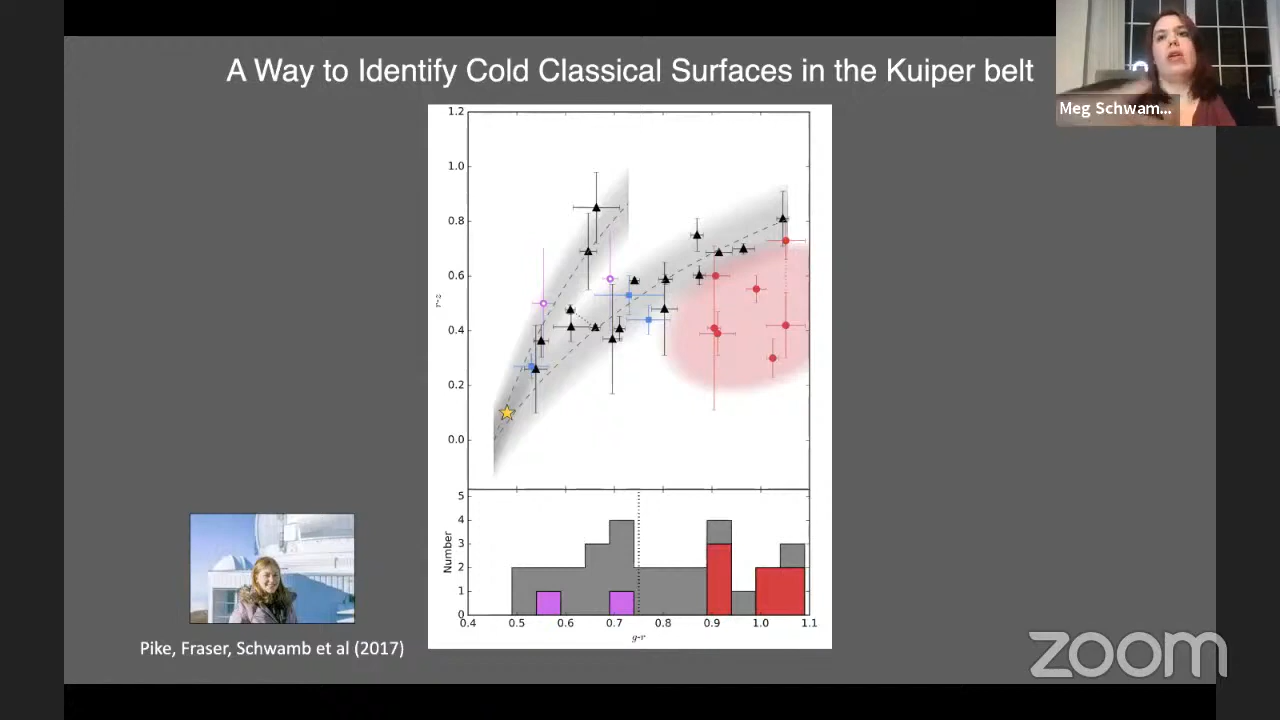 A Way to Identify Cold Classical Surfaces in the Kuiper belt
Meg Schwam...
1.2
1.0
0.8
0.6
0.4
0.2
0.0
r-z
5
4
3
2
1
0
Number
0.4 0.5 0.6 0.7 0.8 0.9 1.0 1.1
g-r
Pike, Fraser, Schwamb et al (2017)
zoom